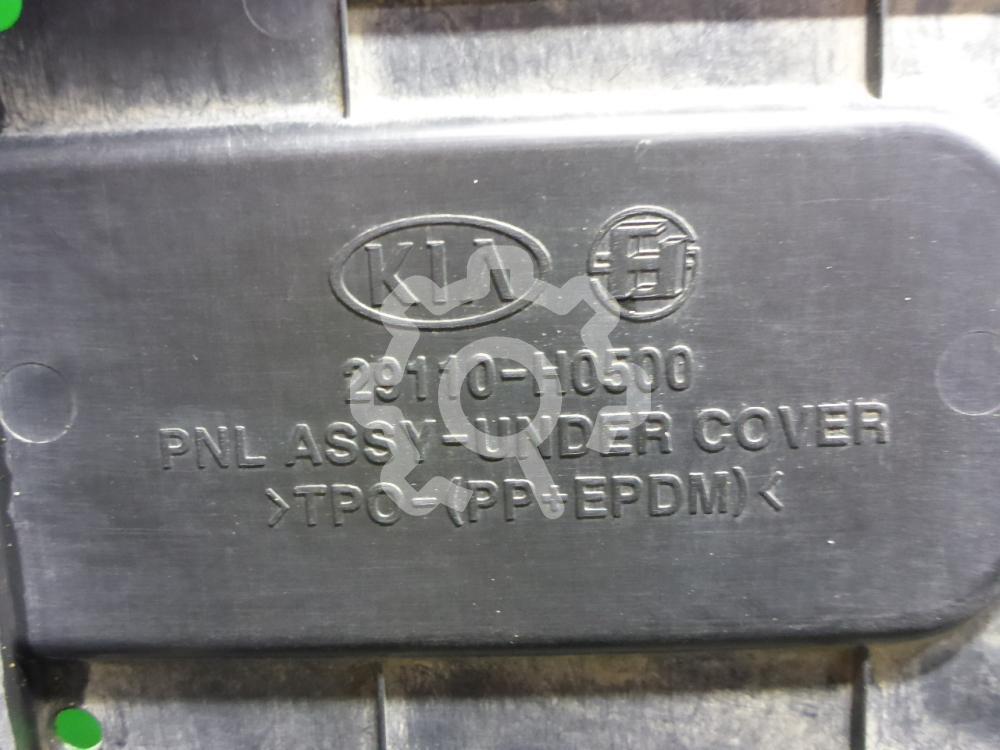 KIA
29110-H0500
PNL ASSY-UNDER COVER
>TPO-(PP+EPDM)<